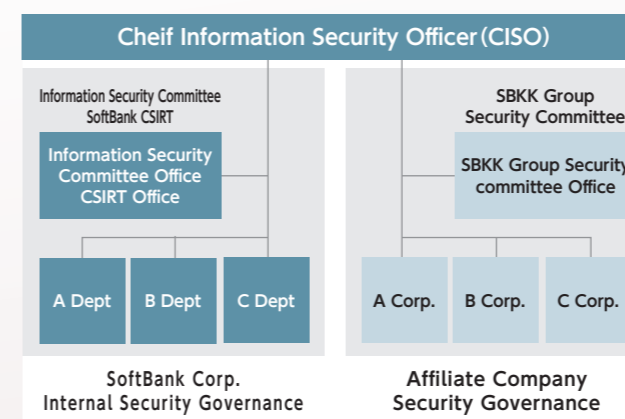 Cheif Information Security Officer (CISO)
Information Security Committee
SoftBank CSIRT
Information Security
Committee Office
CSIRT Office
A Dept
B Dept
C Dept
SoftBank Corp.
Internal Security Governance
SBKK Group
Security Committee
SBKK Group Security
committee Office
A Corp.
B Corp.
C Corp.
Affiliate Company
Security Governance